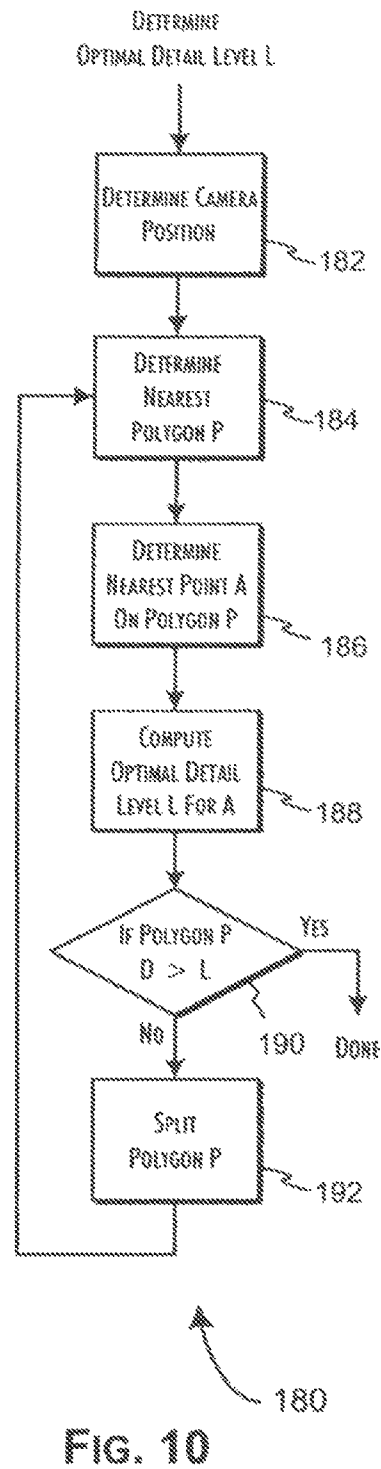 DETERMINE
OPTIMAL DETAIL LEVEL L
DETERMINE CAMERA
POSITION
182
DETERMINE
NEAREST
POLYGON P
184
DETERMINE
NEAREST POINT A
ON POLYGON P
186
COMPUTE
OPTIMAL DETAIL
LEVEL L FOR A
188
IF POLYGON P
D > L
YES
190
DONE
NO
SPLIT
POLYGON P
192
180
FIG. 10